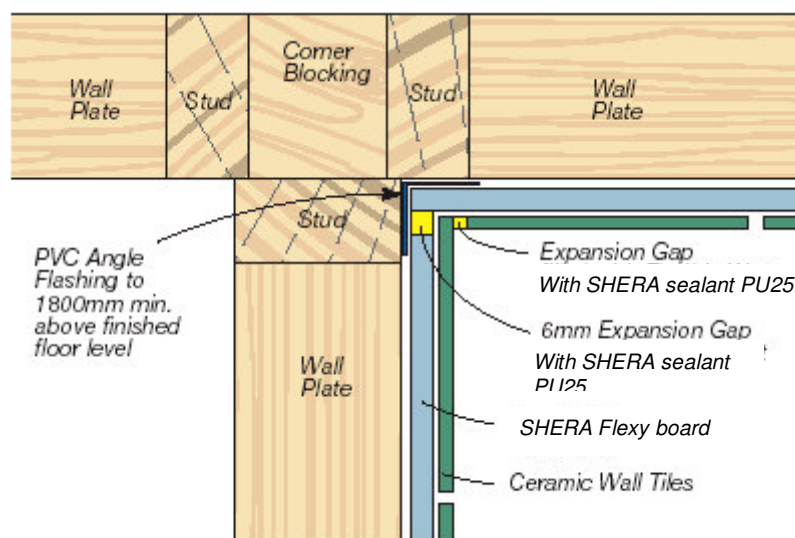 Wall
Plate
Stud
Corner
Blocking
Stud
Wall
Plate
Stud
PVC Angle
Flashing to
1800mm min.
above finished
floor level
Wall
Plate
Expansion Gap
With SHERA sealant PU25
6mm Expansion Gap
With SHERA sealant
PU25
SHERA Flexy board
Ceramic Wall Tiles